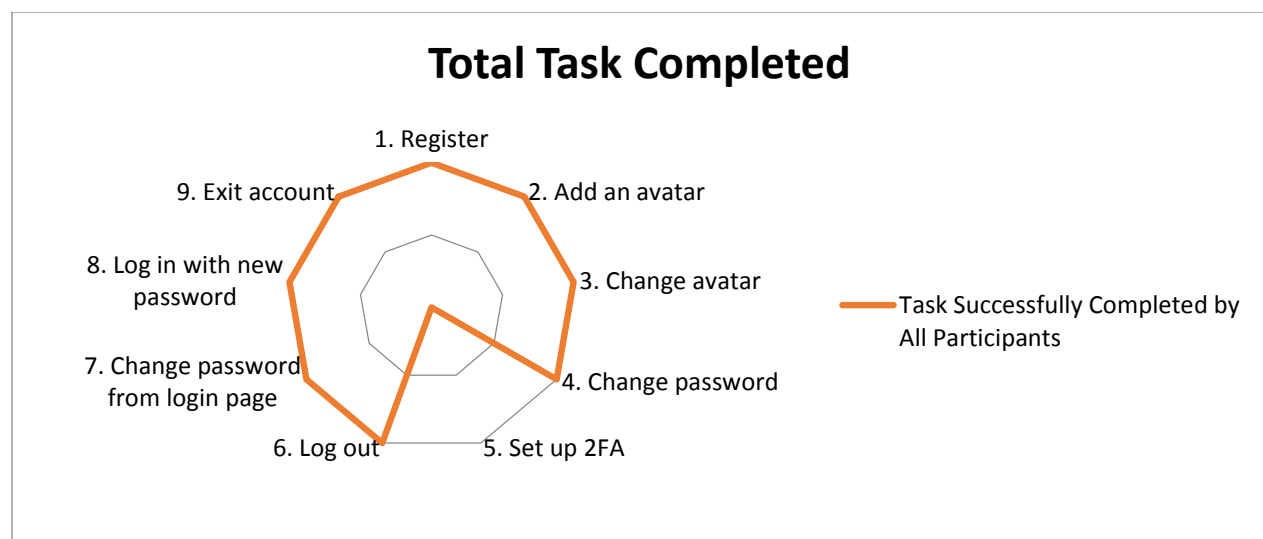 Total Task Completed
1. Register
2. Add an avatar
3. Change avatar
4. Change password
5. Set up 2FA
6. Log out
7. Change password
from login page
8. Log in with new
password
9. Exit account
Task Successfully Completed by
All Participants